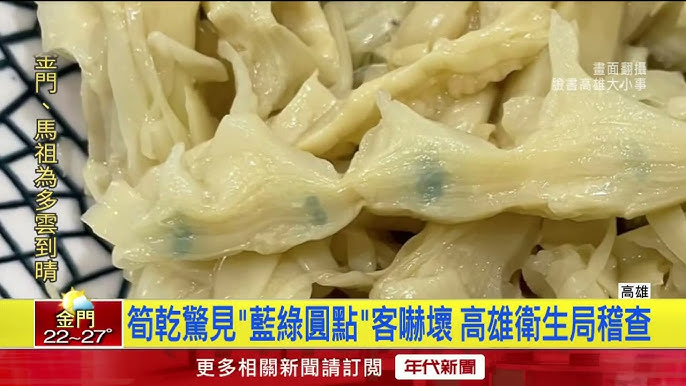 金門、馬祖為多雲到晴
畫面翻攝
臉書高雄大小事
高雄
金門
22~27°
筍乾驚見"藍綠圓點"客嚇壞 高雄衛生局稽查
更多相關新聞請訂閱
年代新聞